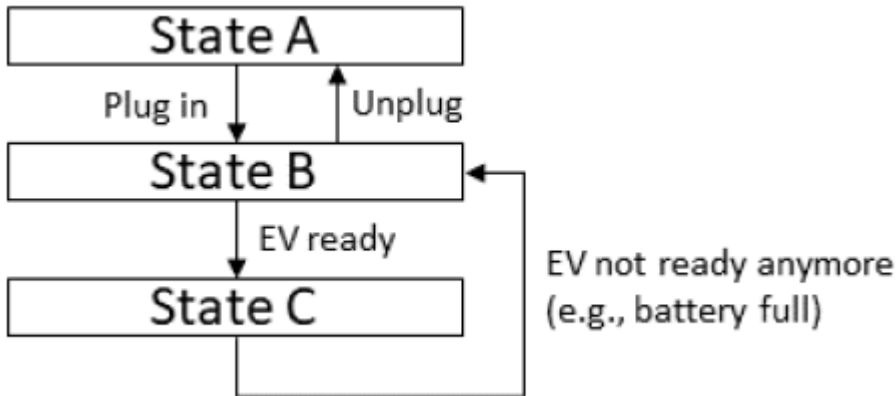 State A
Plug in
Unplug
State B
EV ready
EV not ready anymore
(e.g., battery full)
State C